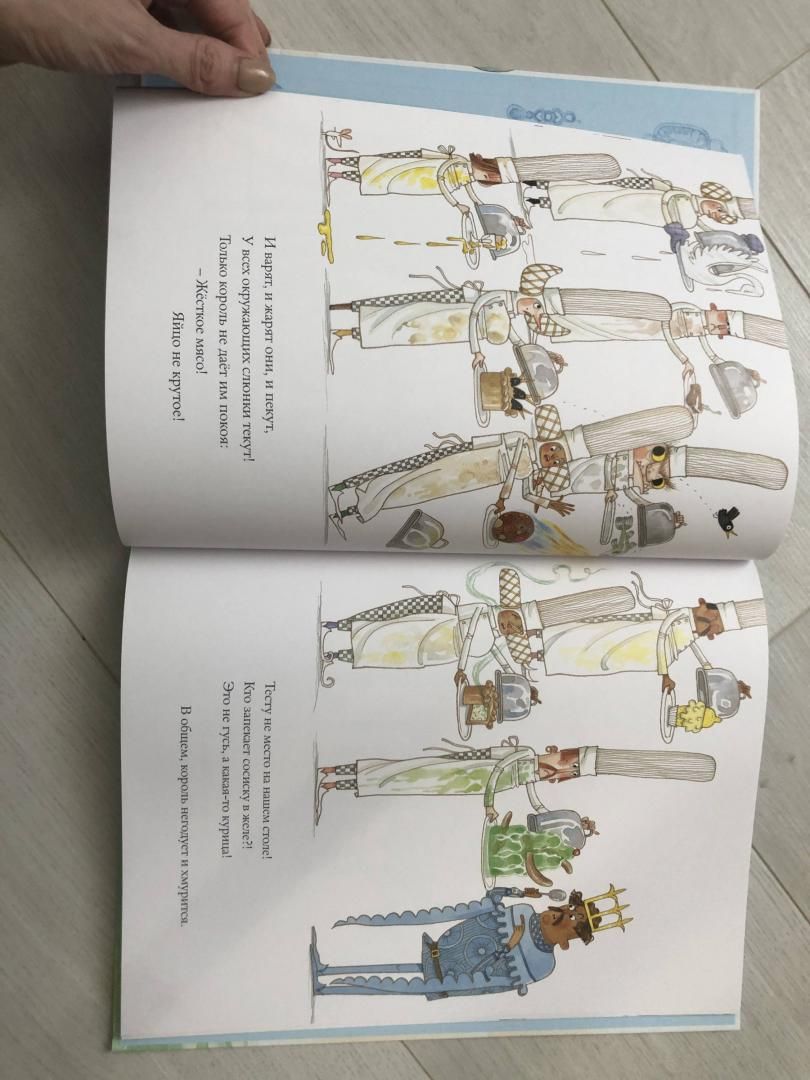 И варят, и жарят они, и пекут,
У всех окружающих слюнки текут!
Только король не даёт им покоя:
– Жёсткое мясо!
Яйцо не крутое!
Тесту не место на нашем столе!
Кто запекает сосиску в желе?!
Это не гусь, а какая-то курица!
В общем, король негодует и хмурится.